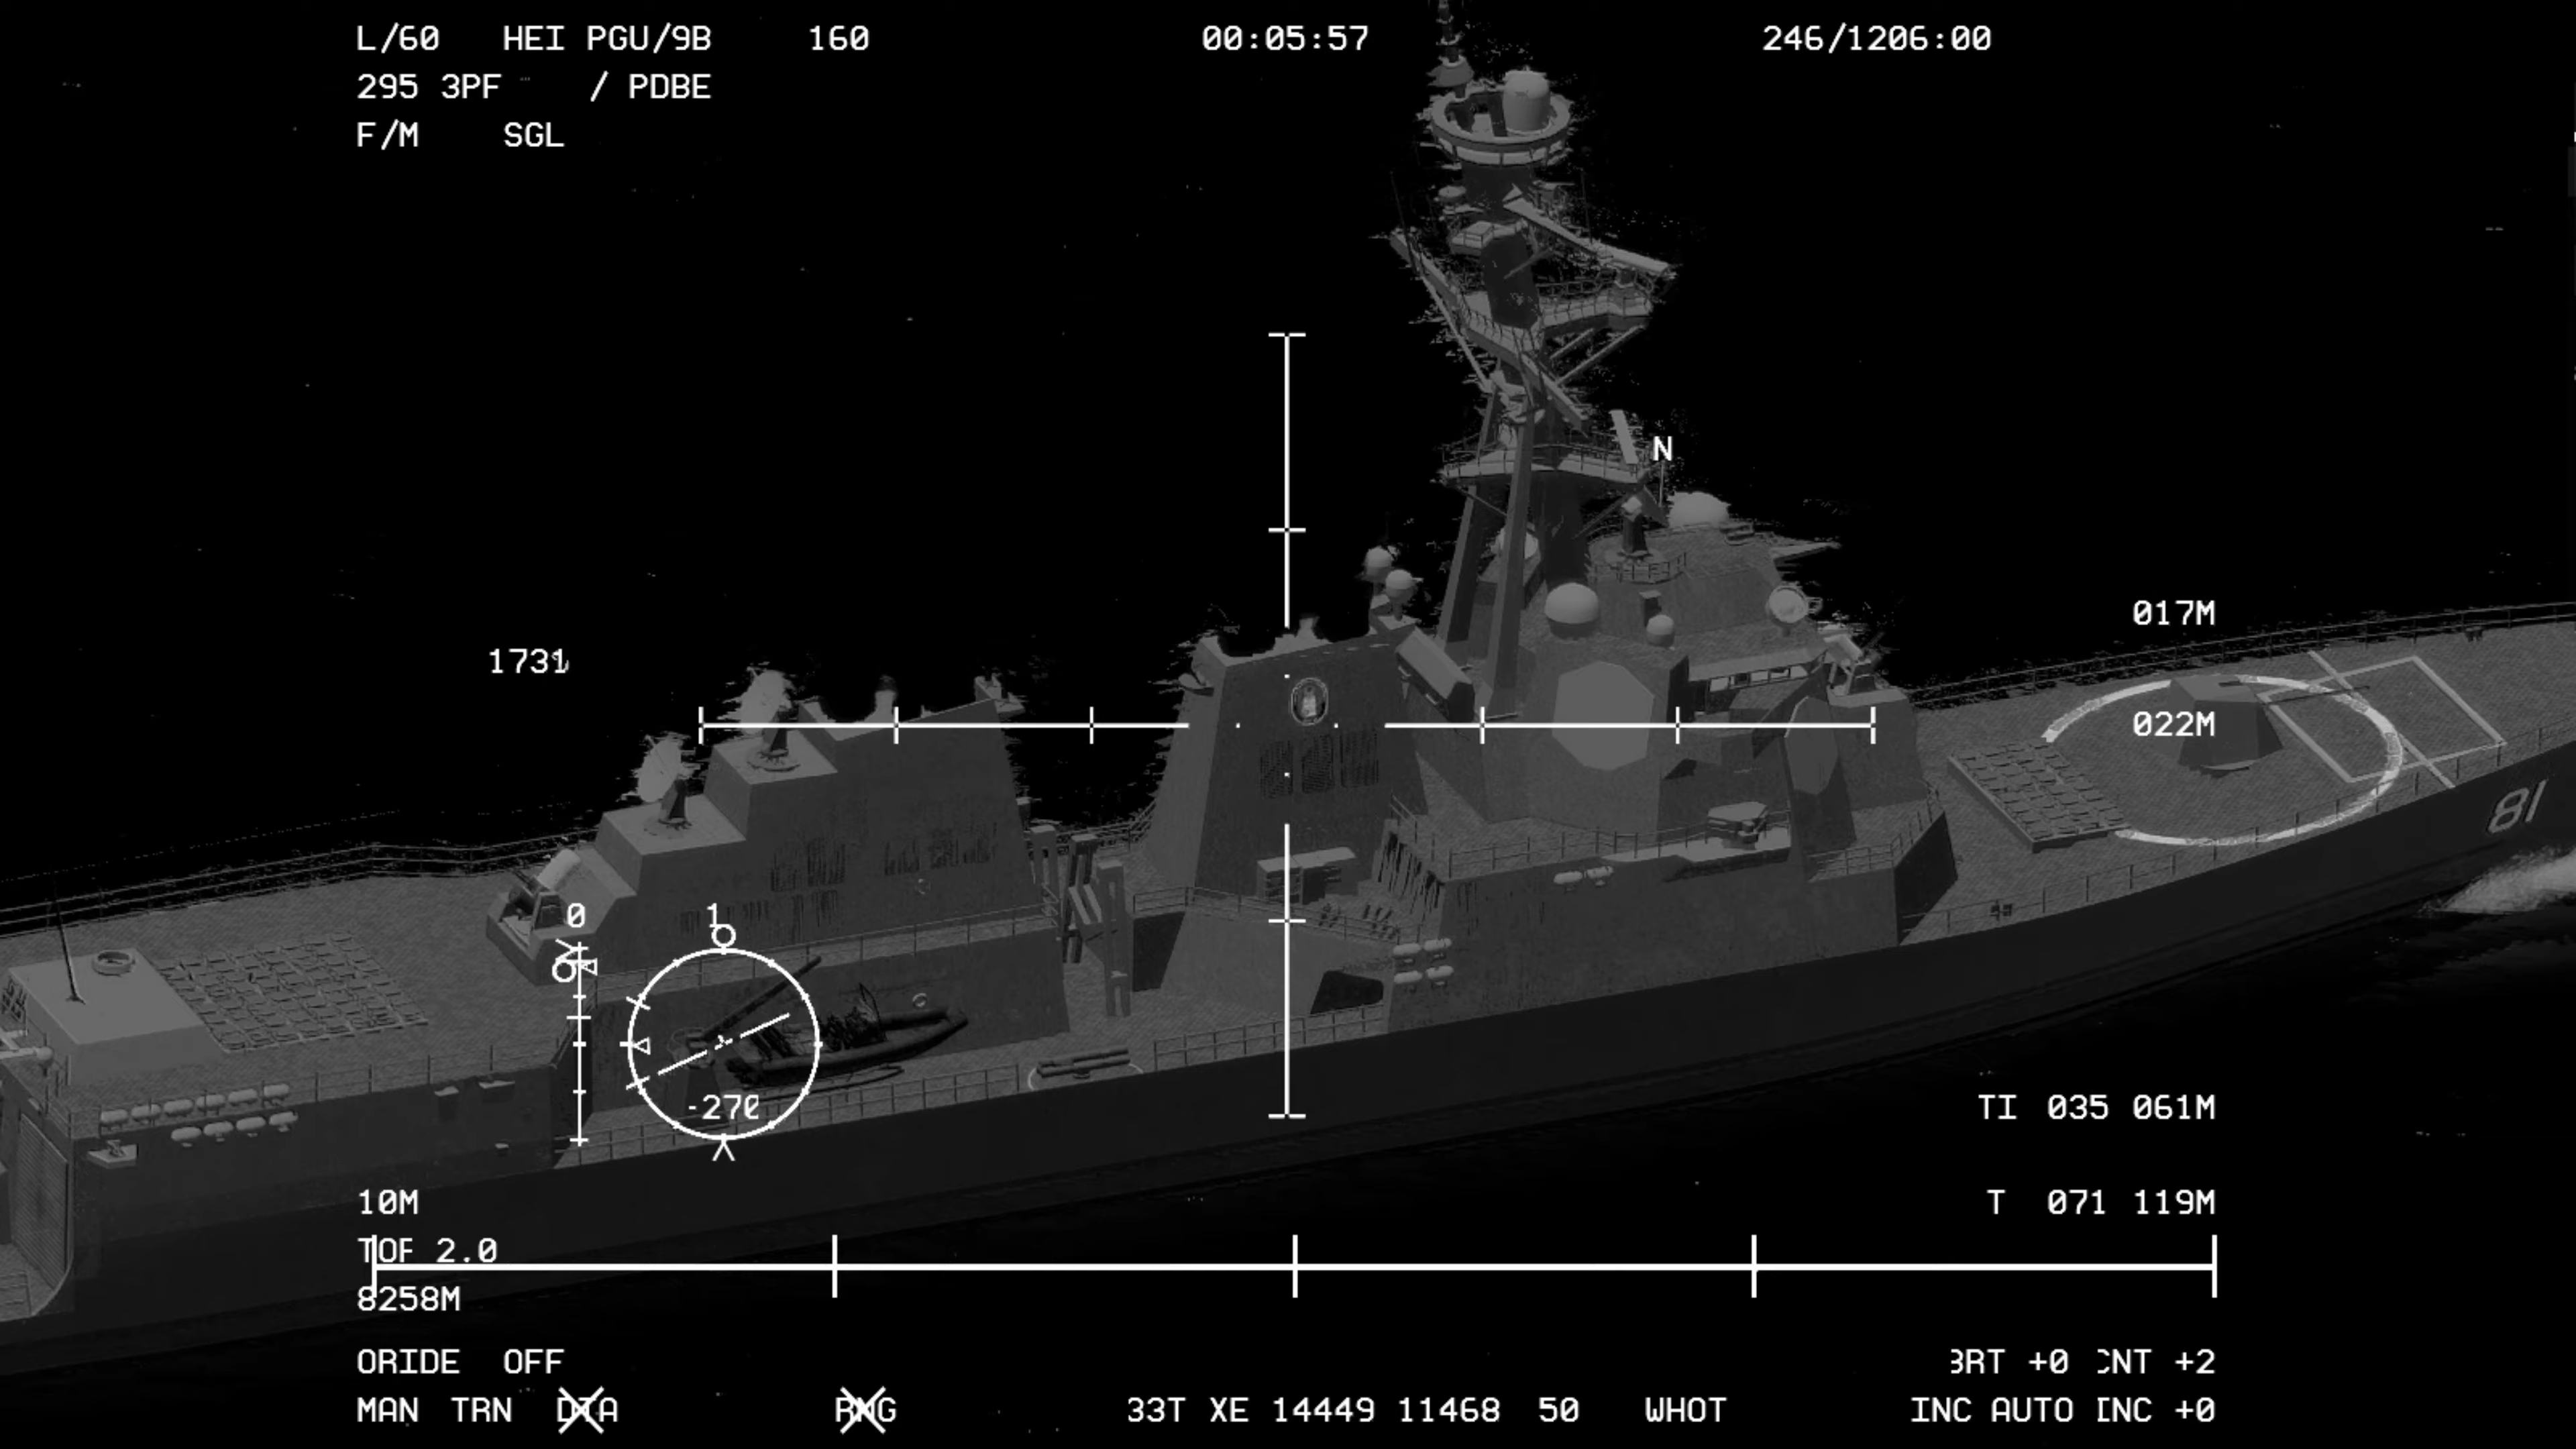 L/60 HEI PGU/9B 160 00:05:57 246/1206:00
295 3PF / PDBE
F/M SGL
N
017M
1731
022M
81
0 1
-270
TI 035 061M
10M
T 071 119M
TOF 2.0
8258M
ORIDE OFF
BRT +0 CNT +2
MAN TRN DTA RNG 33T XE 14449 11468 50 WHOT INC AUTO INC +0